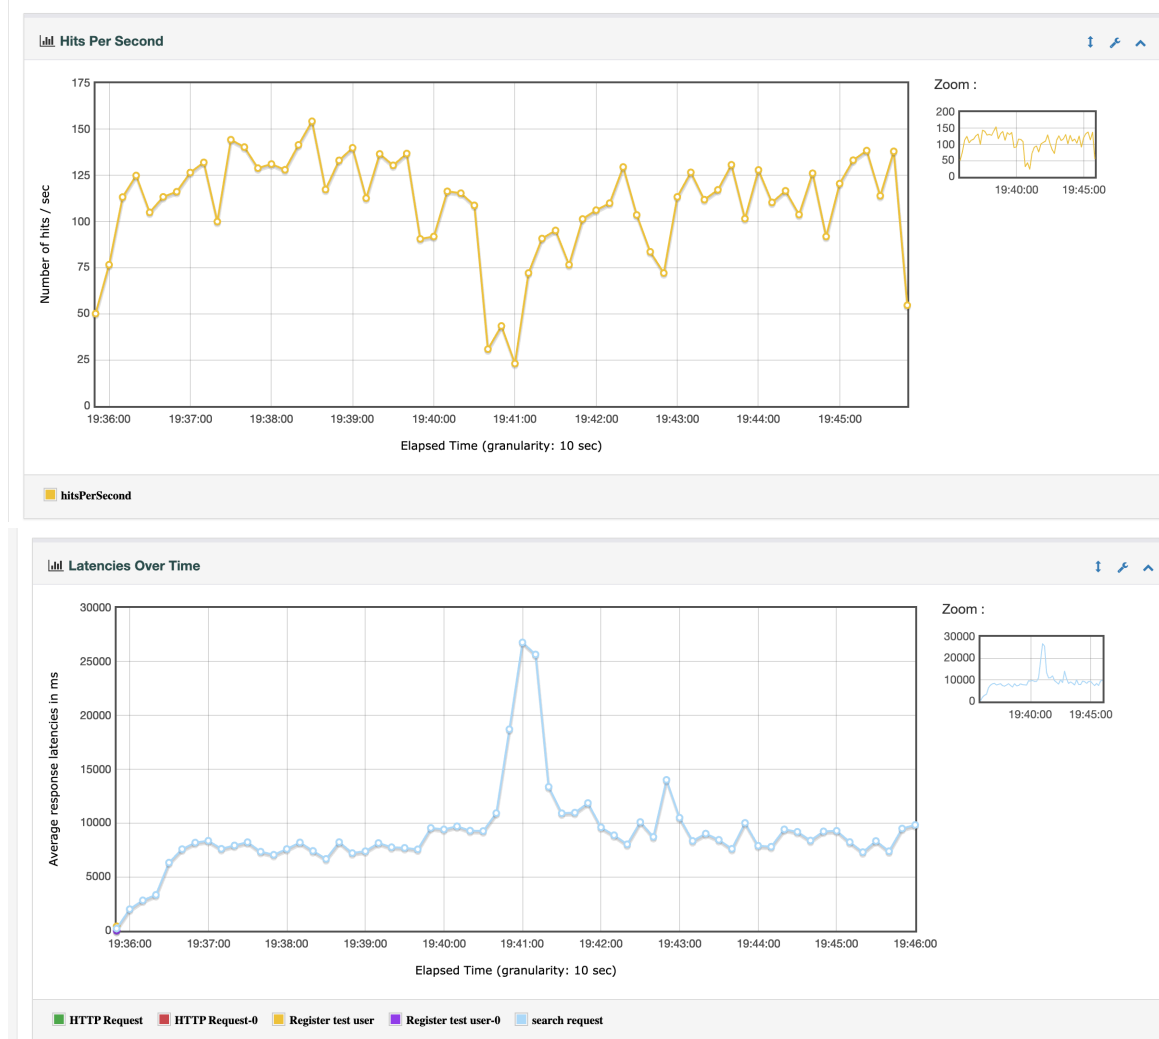 Hits Per Second
Zoom :
175
150
125
100
75
50
25
0
Number of hits / sec
19:36:00 19:37:00 19:38:00 19:39:00 19:40:00 19:41:00 19:42:00 19:43:00 19:44:00 19:45:00
Elapsed Time (granularity: 10 sec)
200
150
100
50
0
19:40:00 19:45:00
hitsPerSecond
Latencies Over Time
Zoom :
30000
25000
20000
15000
10000
5000
0
Average response latencies in ms
19:36:00 19:37:00 19:38:00 19:39:00 19:40:00 19:41:00 19:42:00 19:43:00 19:44:00 19:45:00 19:46:00
Elapsed Time (granularity: 10 sec)
30000
20000
10000
0
19:40:00 19:45:00
HTTP Request HTTP Request-0 Register test user Register test user-0 search request